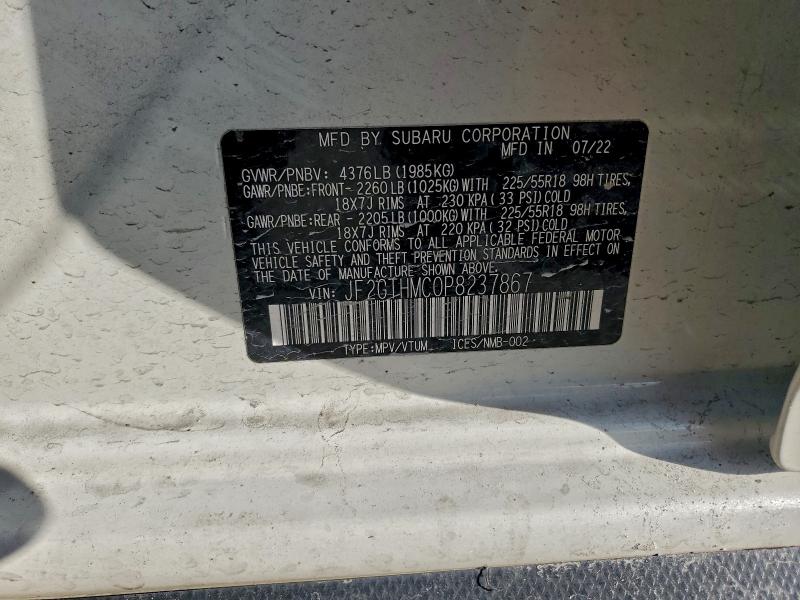 MFD BY SUBARU CORPORATION
MFD IN 07/22
GVWR/PNBV: 4376LB (1985KG)
GAWR/PNBE:FRONT-2260LB(1025KG)WITH 225/55R18 98H TIRES,
18X7J RIMS AT 230 KPA(33 PSI)COLD
GAWR/PNBE:REAR -2205LB(1000KG)WITH 225/55R18 98H TIRES,
18X7J RIMS AT 220 KPA(32 PSI)COLD
THIS VEHICLE CONFORMS TO ALL APPLICABLE FEDERAL MOTOR
VEHICLE SAFETY AND THEFT PREVENTION STANDARDS IN EFFECT ON
THE DATE OF MANUFACTURE SHOWN ABOVE.
VIN: JF2GTHMC0P8237867
TYPE:MPV/VTUM ICES/NMB-002